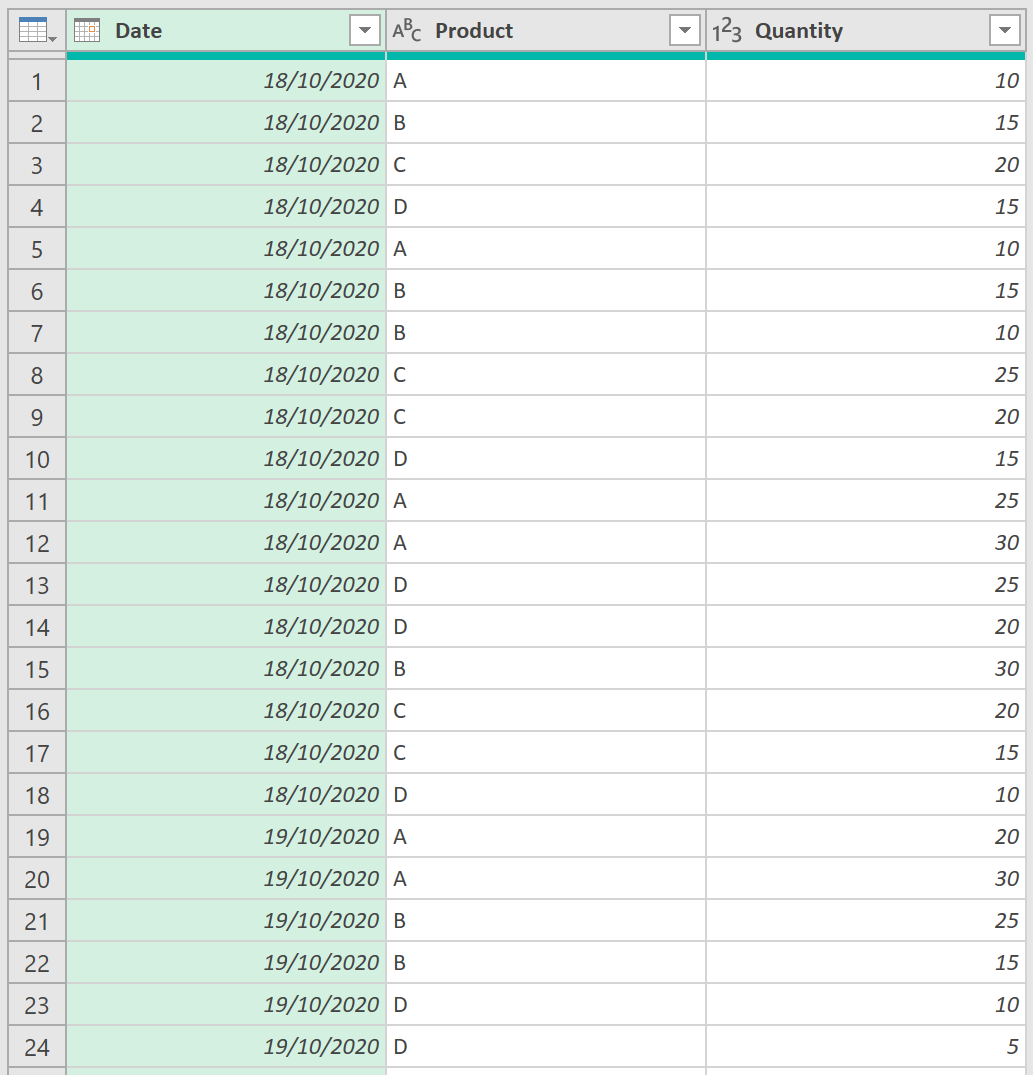 Date ABC Product 123 Quantity
1 18/10/2020 A 10
2 18/10/2020 B 15
3 18/10/2020 C 20
4 18/10/2020 D 15
5 18/10/2020 A 10
6 18/10/2020 B 15
7 18/10/2020 B 10
8 18/10/2020 C 25
9 18/10/2020 C 20
10 18/10/2020 D 15
11 18/10/2020 A 25
12 18/10/2020 A 30
13 18/10/2020 D 25
14 18/10/2020 D 20
15 18/10/2020 B 30
16 18/10/2020 C 20
17 18/10/2020 C 15
18 18/10/2020 D 10
19 19/10/2020 A 20
20 19/10/2020 A 30
21 19/10/2020 B 25
22 19/10/2020 B 15
23 19/10/2020 D 10
24 19/10/2020 D 5